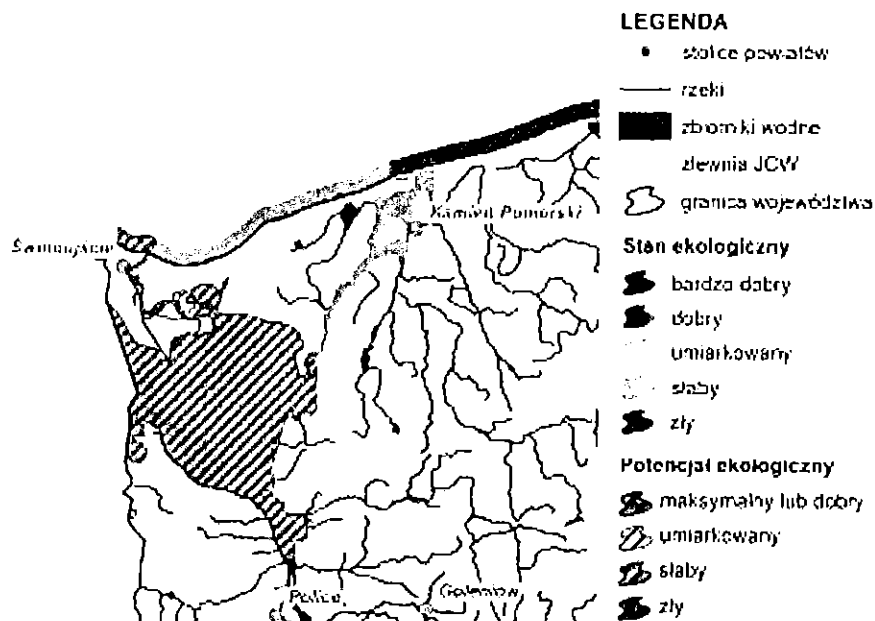 LEGENDA
stolice powiatów
rzeki
zbiorniki wodne
zlewnia JCW
granica województwa
Stan ekologiczny
bardzo dobry
dobry
umiarkowany
słaby
zły
Potencjał ekologiczny
maksymalny lub dobry
umiarkowany
słaby
zły
Kamień Pomorski
Świnoujście
Police
Goleniów